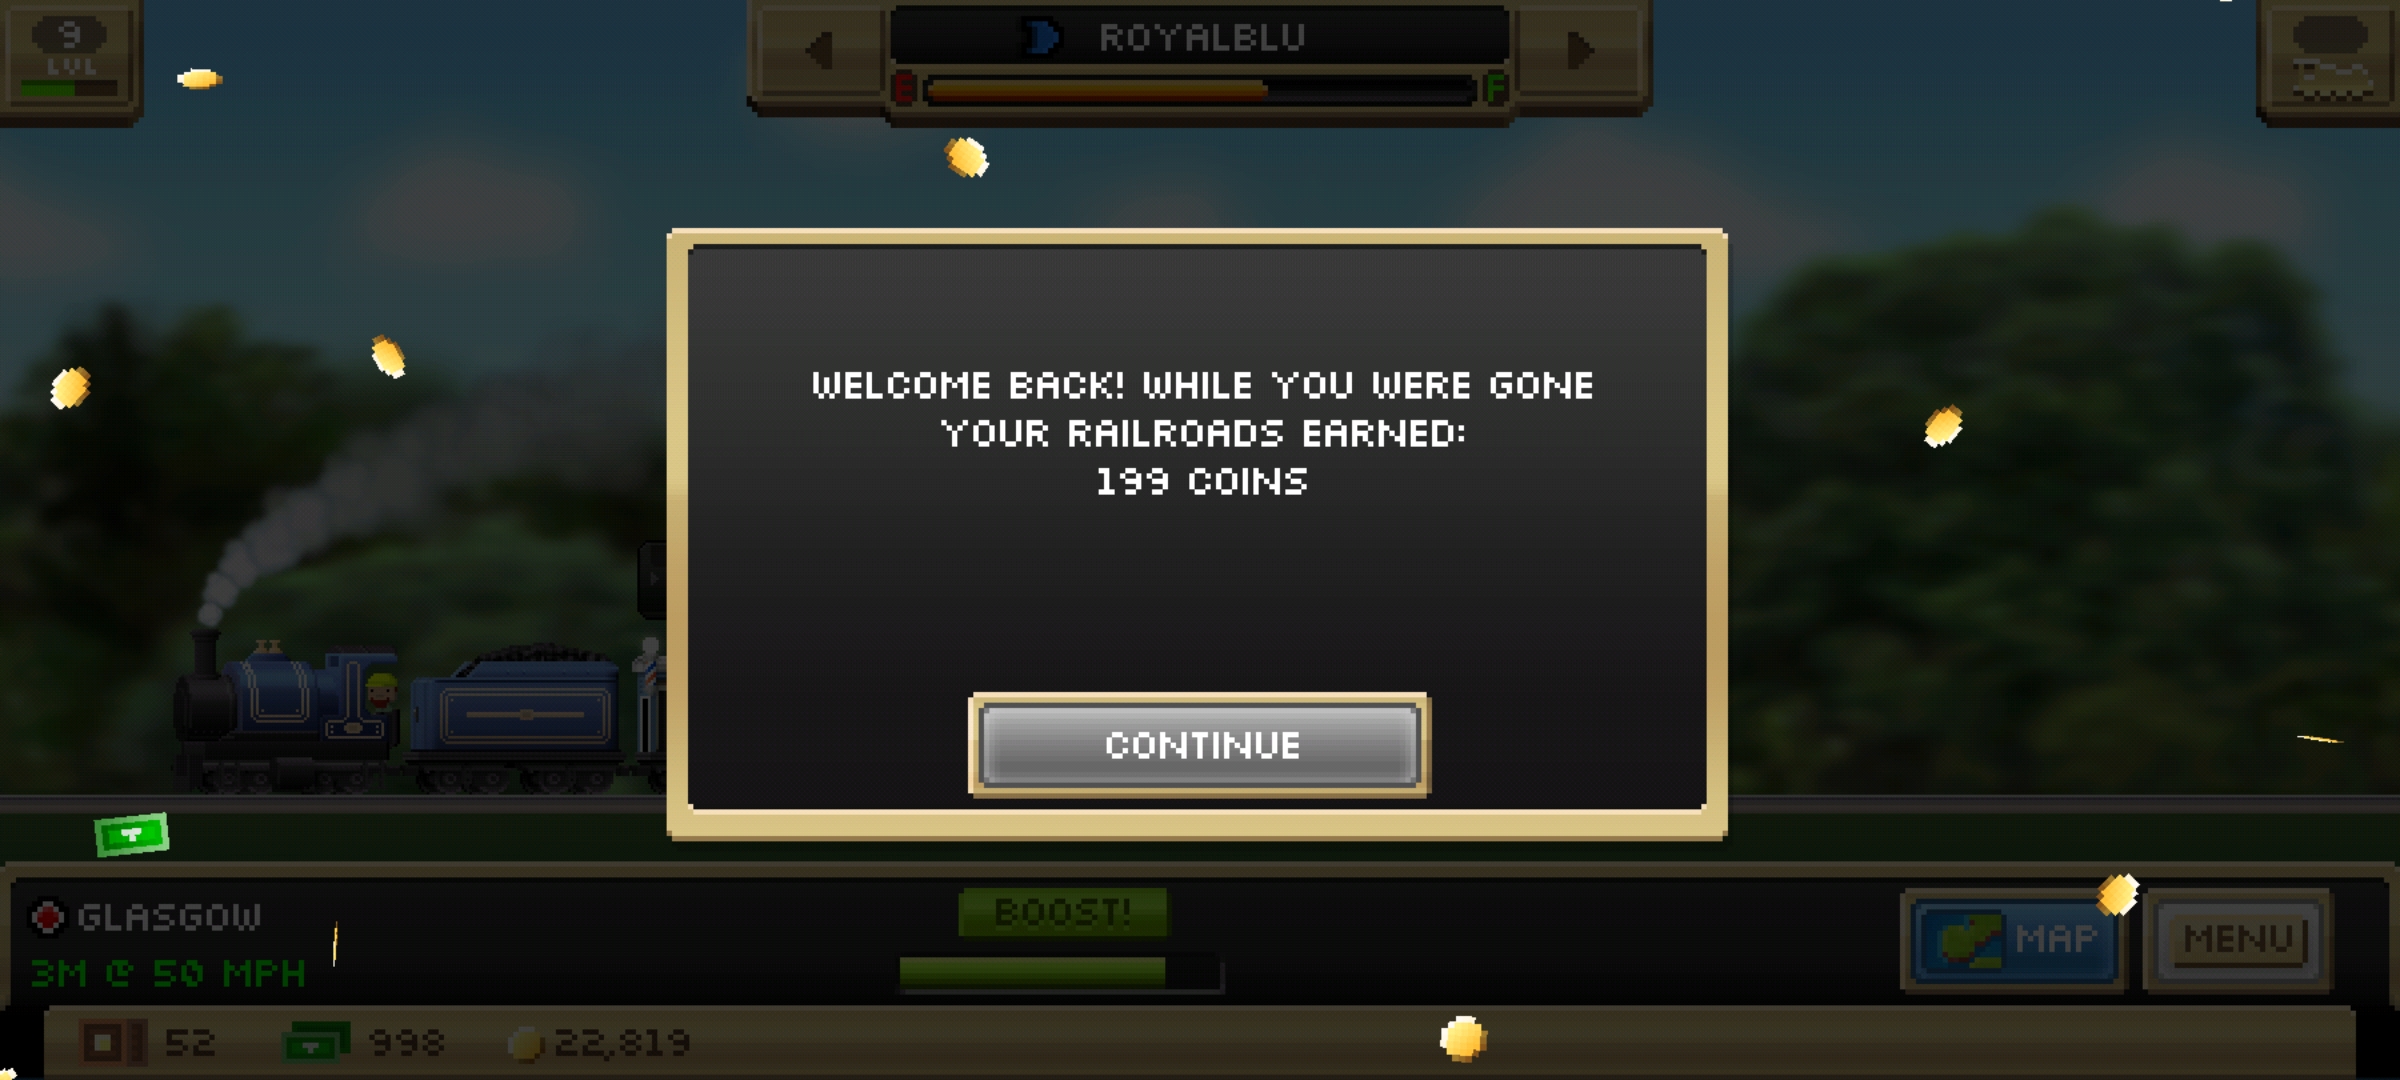 9
LVL
ROYALBLU
E F
WELCOME BACK! WHILE YOU WERE GONE
YOUR RAILROADS EARNED:
199 COINS
CONTINUE
GLASGOW
3M @ 50 MPH
BOOST!
MAP
MENU
52
998
22,819